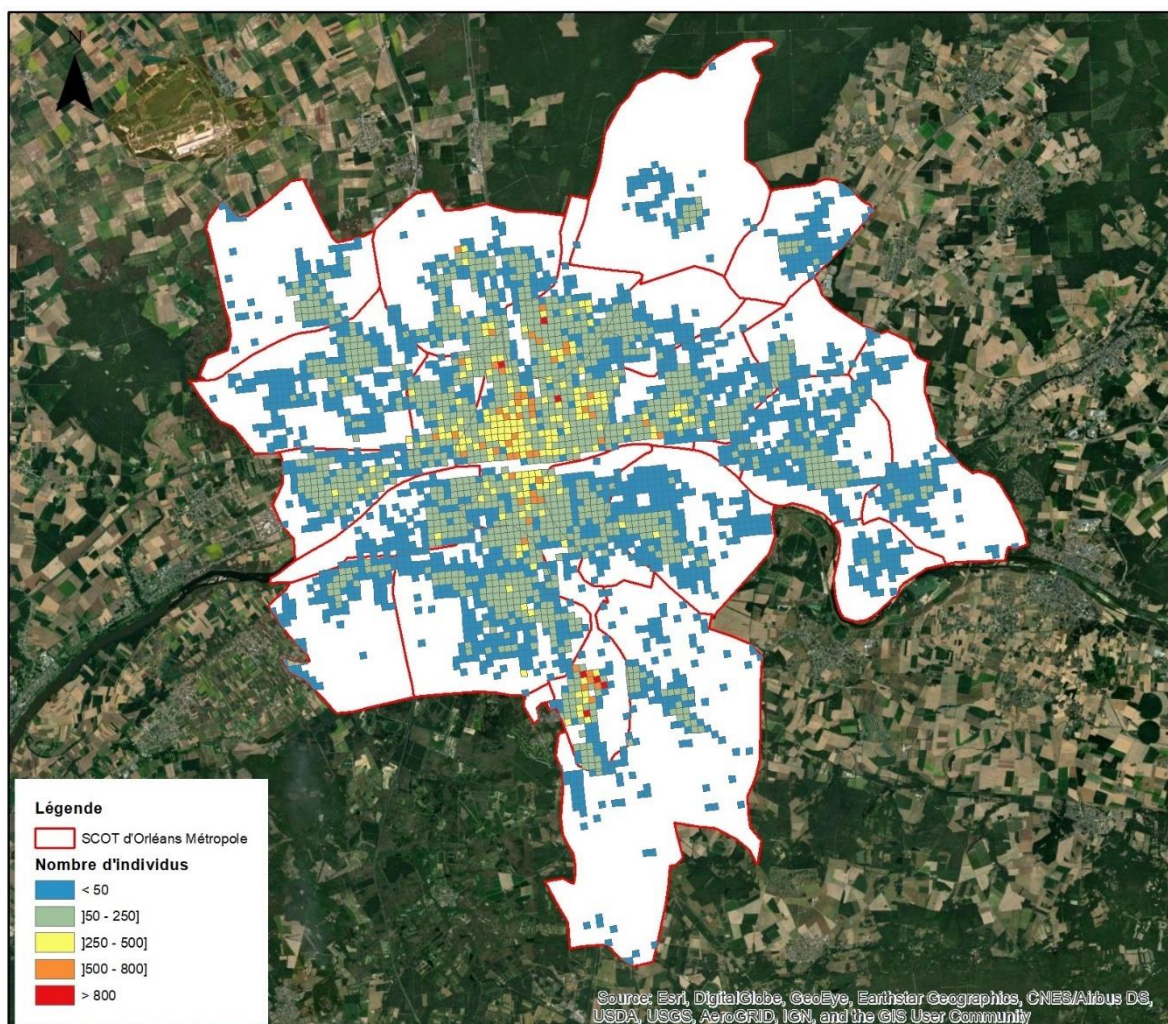 N
Légende
SCOT d'Orléans Métropole
Nombre d'individus
< 50
]50 - 250]
]250 - 500]
]500 - 800]
> 800
Source: Esri, DigitalGlobe, GeoEye, Earthstar Geographics, CNES/Airbus DS,
USDA, USGS, AeroGRID, IGN, and the GIS User Community